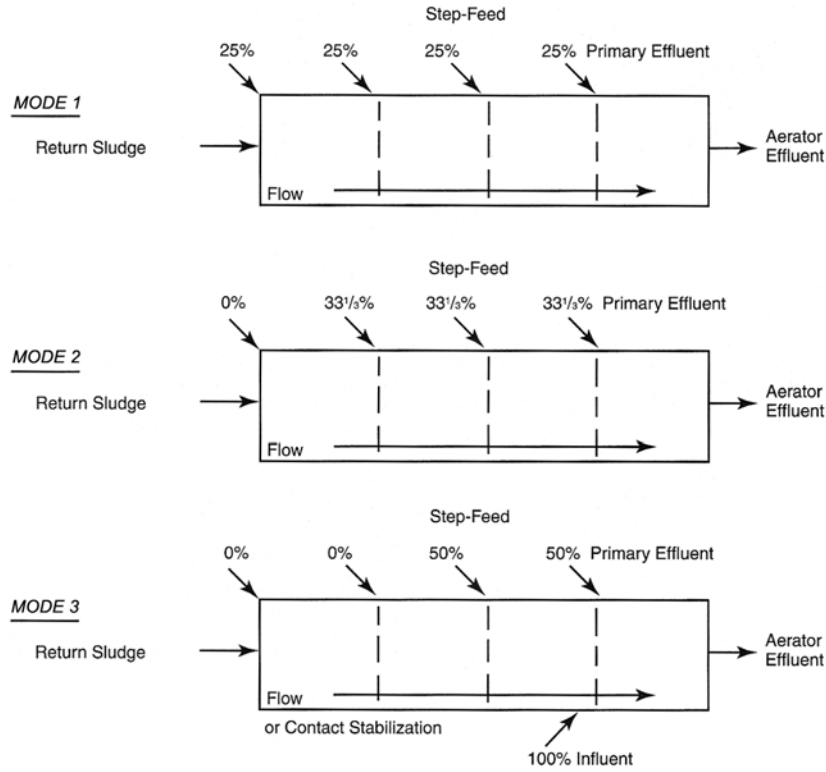 Step-Feed
25% 25% 25% 25% Primary Effluent
MODE 1
Return Sludge
Aerator
Effluent
Flow
Step-Feed
0% 33¹/₃% 33¹/₃% 33¹/₃% Primary Effluent
MODE 2
Return Sludge
Aerator
Effluent
Flow
Step-Feed
0% 0% 50% 50% Primary Effluent
MODE 3
Return Sludge
Aerator
Effluent
Flow
or Contact Stabilization
100% Influent